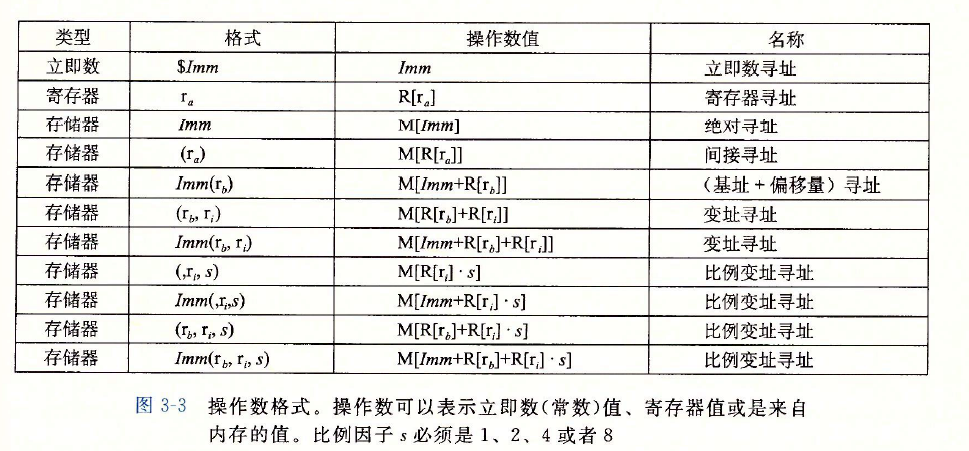 类型 格式 操作数值 名称
立即数 $Imm Imm 立即数寻址
寄存器 rₐ R[rₐ] 寄存器寻址
存储器 Imm M[Imm] 绝对寻址
存储器 (rₐ) M[R[rₐ]] 间接寻址
存储器 Imm(r_b) M[Imm+R[r_b]] (基址+偏移量)寻址
存储器 (r_b, r_i) M[R[r_b]+R[r_i]] 变址寻址
存储器 Imm(r_b, r_i) M[Imm+R[r_b]+R[r_i]] 变址寻址
存储器 (,r_i, s) M[R[r_i]·s] 比例变址寻址
存储器 Imm(,r_i,s) M[Imm+R[r_i]·s] 比例变址寻址
存储器 (r_b, r_i, s) M[R[r_b]+R[r_i]·s] 比例变址寻址
存储器 Imm(r_b, r_i, s) M[Imm+R[r_b]+R[r_i]·s] 比例变址寻址
图 3-3 操作数格式。操作数可以表示立即数(常数)值、寄存器值或是来自
内存的值。比例因子 s 必须是 1、2、4 或者 8